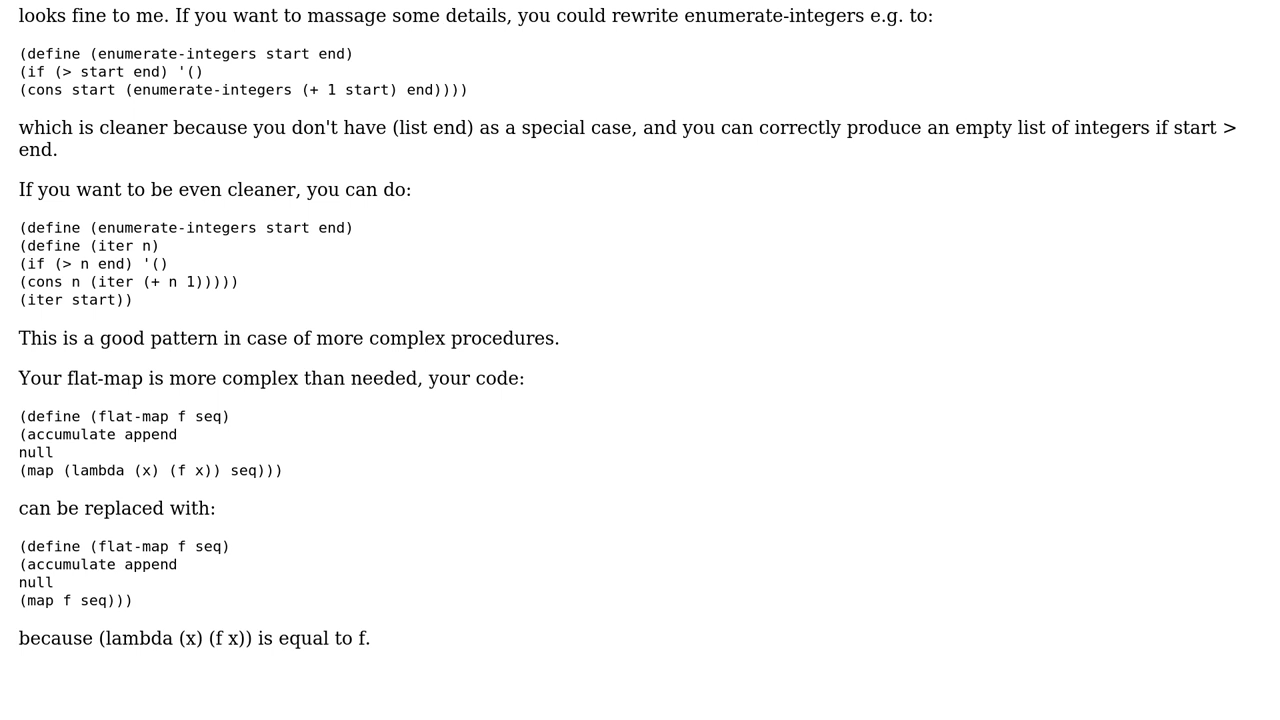 looks fine to me. If you want to massage some details, you could rewrite enumerate-integers e.g. to:
(define (enumerate-integers start end)
(if (> start end) '()
(cons start (enumerate-integers (+ 1 start) end))))
which is cleaner because you don't have (list end) as a special case, and you can correctly produce an empty list of integers if start >
end.
If you want to be even cleaner, you can do:
(define (enumerate-integers start end)
(define (iter n)
(if (> n end) '()
(cons n (iter (+ n 1)))))
(iter start))
This is a good pattern in case of more complex procedures.
Your flat-map is more complex than needed, your code:
(define (flat-map f seq)
(accumulate append
null
(map (lambda (x) (f x)) seq)))
can be replaced with:
(define (flat-map f seq)
(accumulate append
null
(map f seq)))
because (lambda (x) (f x)) is equal to f.